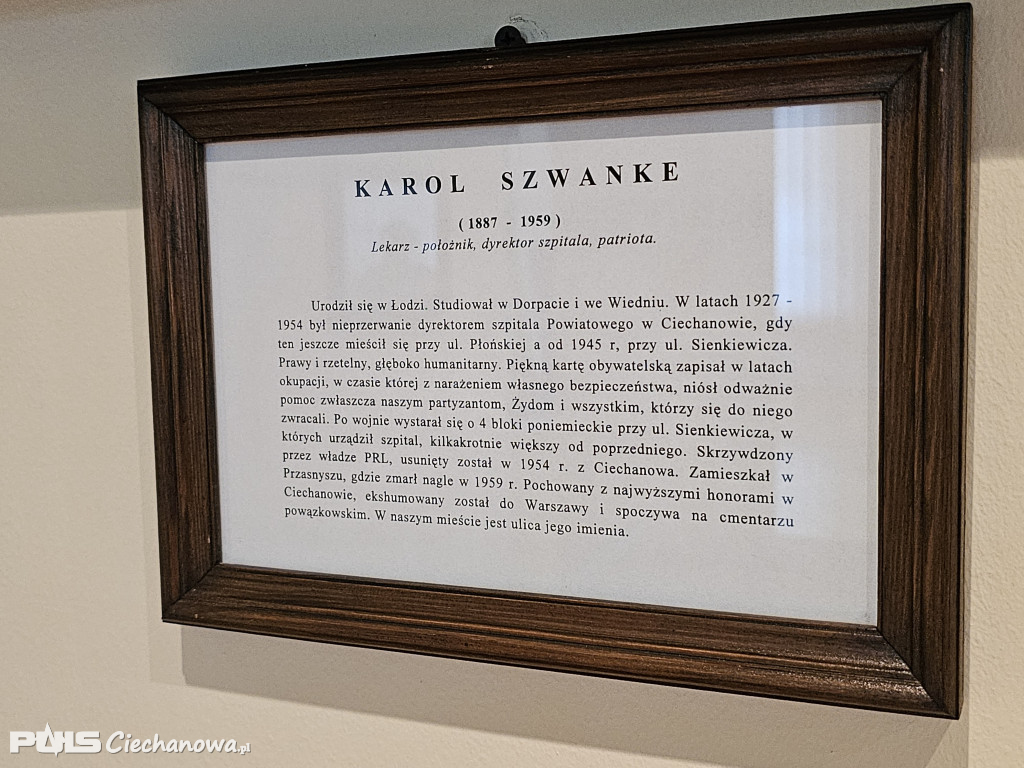 KAROL SZWANKE
( 1887 - 1959 )
Lekarz - położnik, dyrektor szpitala, patriota.
Urodził się w Łodzi. Studiował w Dorpacie i we Wiedniu. W latach 1927 -
1954 był nieprzerwanie dyrektorem szpitala Powiatowego w Ciechanowie, gdy
ten jeszcze mieścił się przy ul. Płońskiej a od 1945 r, przy ul. Sienkiewicza.
Prawy i rzetelny, głęboko humanitarny. Piękną kartę obywatelską zapisał w latach
okupacji, w czasie której z narażeniem własnego bezpieczeństwa, niósł odważnie
pomoc zwłaszcza naszym partyzantom, Żydom i wszystkim, którzy się do niego
zwracali. Po wojnie wystarał się o 4 bloki poniemieckie przy ul. Sienkiewicza, w
których urządził szpital, kilkakrotnie większy od poprzedniego. Skrzywdzony
przez władze PRL, usunięty został w 1954 r. z Ciechanowa. Zamieszkał w
Przasnyszu, gdzie zmarł nagle w 1959 r. Pochowany z najwyższymi honorami w
Ciechanowie, ekshumowany został do Warszawy i spoczywa na cmentarzu
powązkowskim. W naszym mieście jest ulica jego imienia.
PULS Ciechanowa.pl